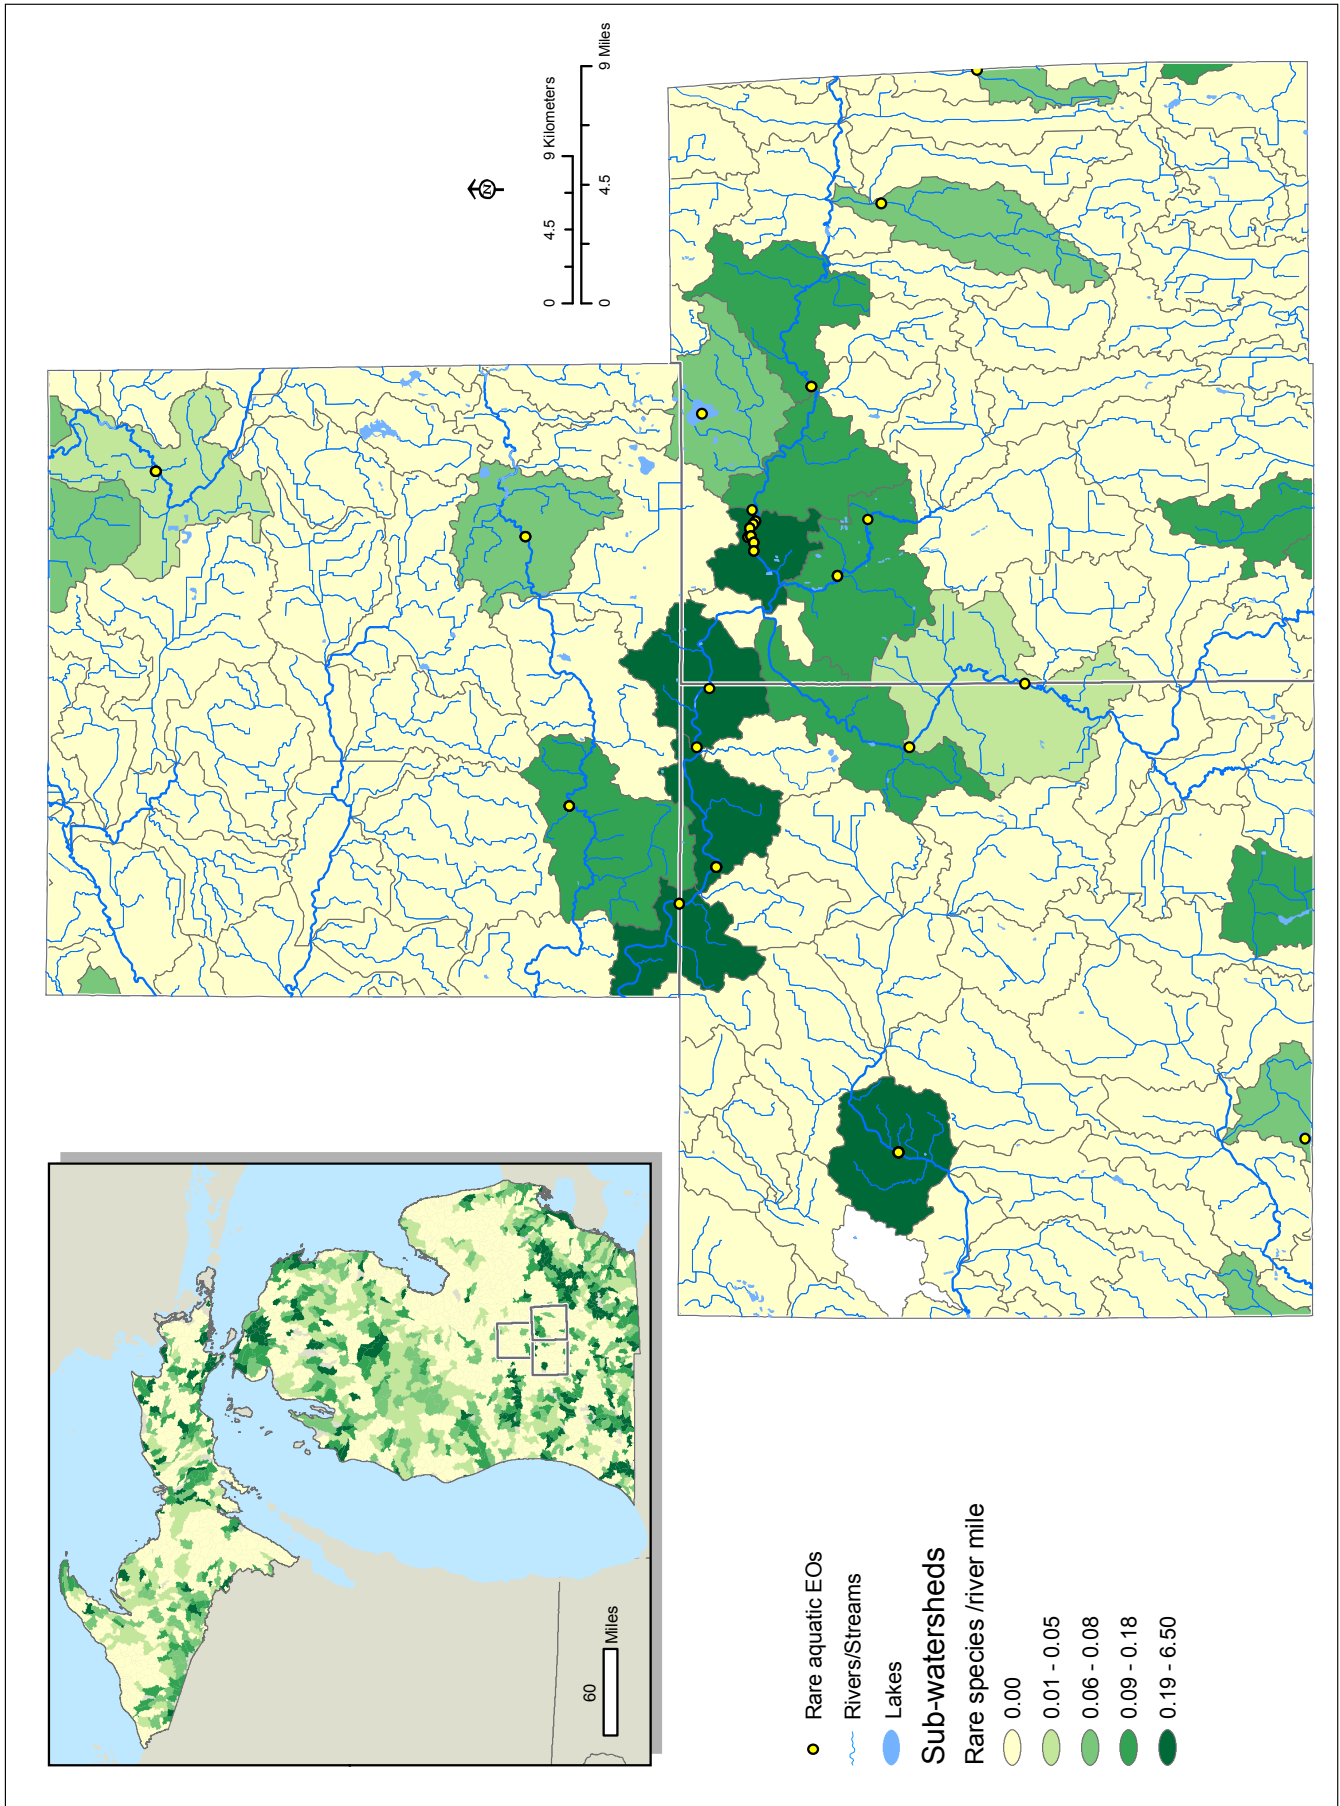 60
Miles
Rare aquatic EOs
Rivers/Streams
Lakes
Sub-watersheds
Rare species /river mile
0.00
0.01 - 0.05
0.06 - 0.08
0.09 - 0.18
0.19 - 6.50
N
0 4.5 9 Kilometers
0 4.5 9 Miles